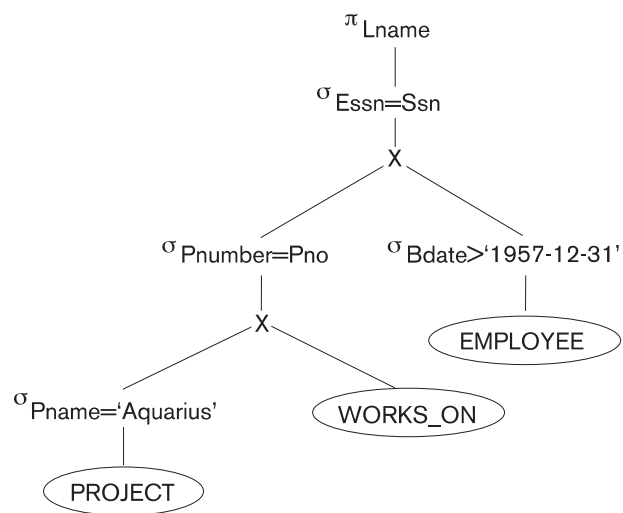 π Lname
σ Essn=Ssn
X
σ Pnumber=Pno
σ Bdate>‘1957-12-31’
X
EMPLOYEE
σ Pname=‘Aquarius’
WORKS_ON
PROJECT